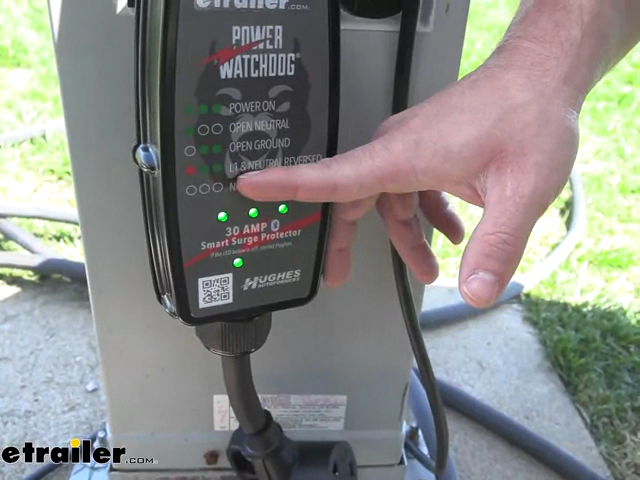 etrailer.COM
POWER
WATCHDOG®
POWER ON
OPEN NEUTRAL
OPEN GROUND
L1 & NEUTRAL REVERSED
N
30 AMP
Smart Surge Protector
HUGHES
AUTOFORMERS
etrailer.COM